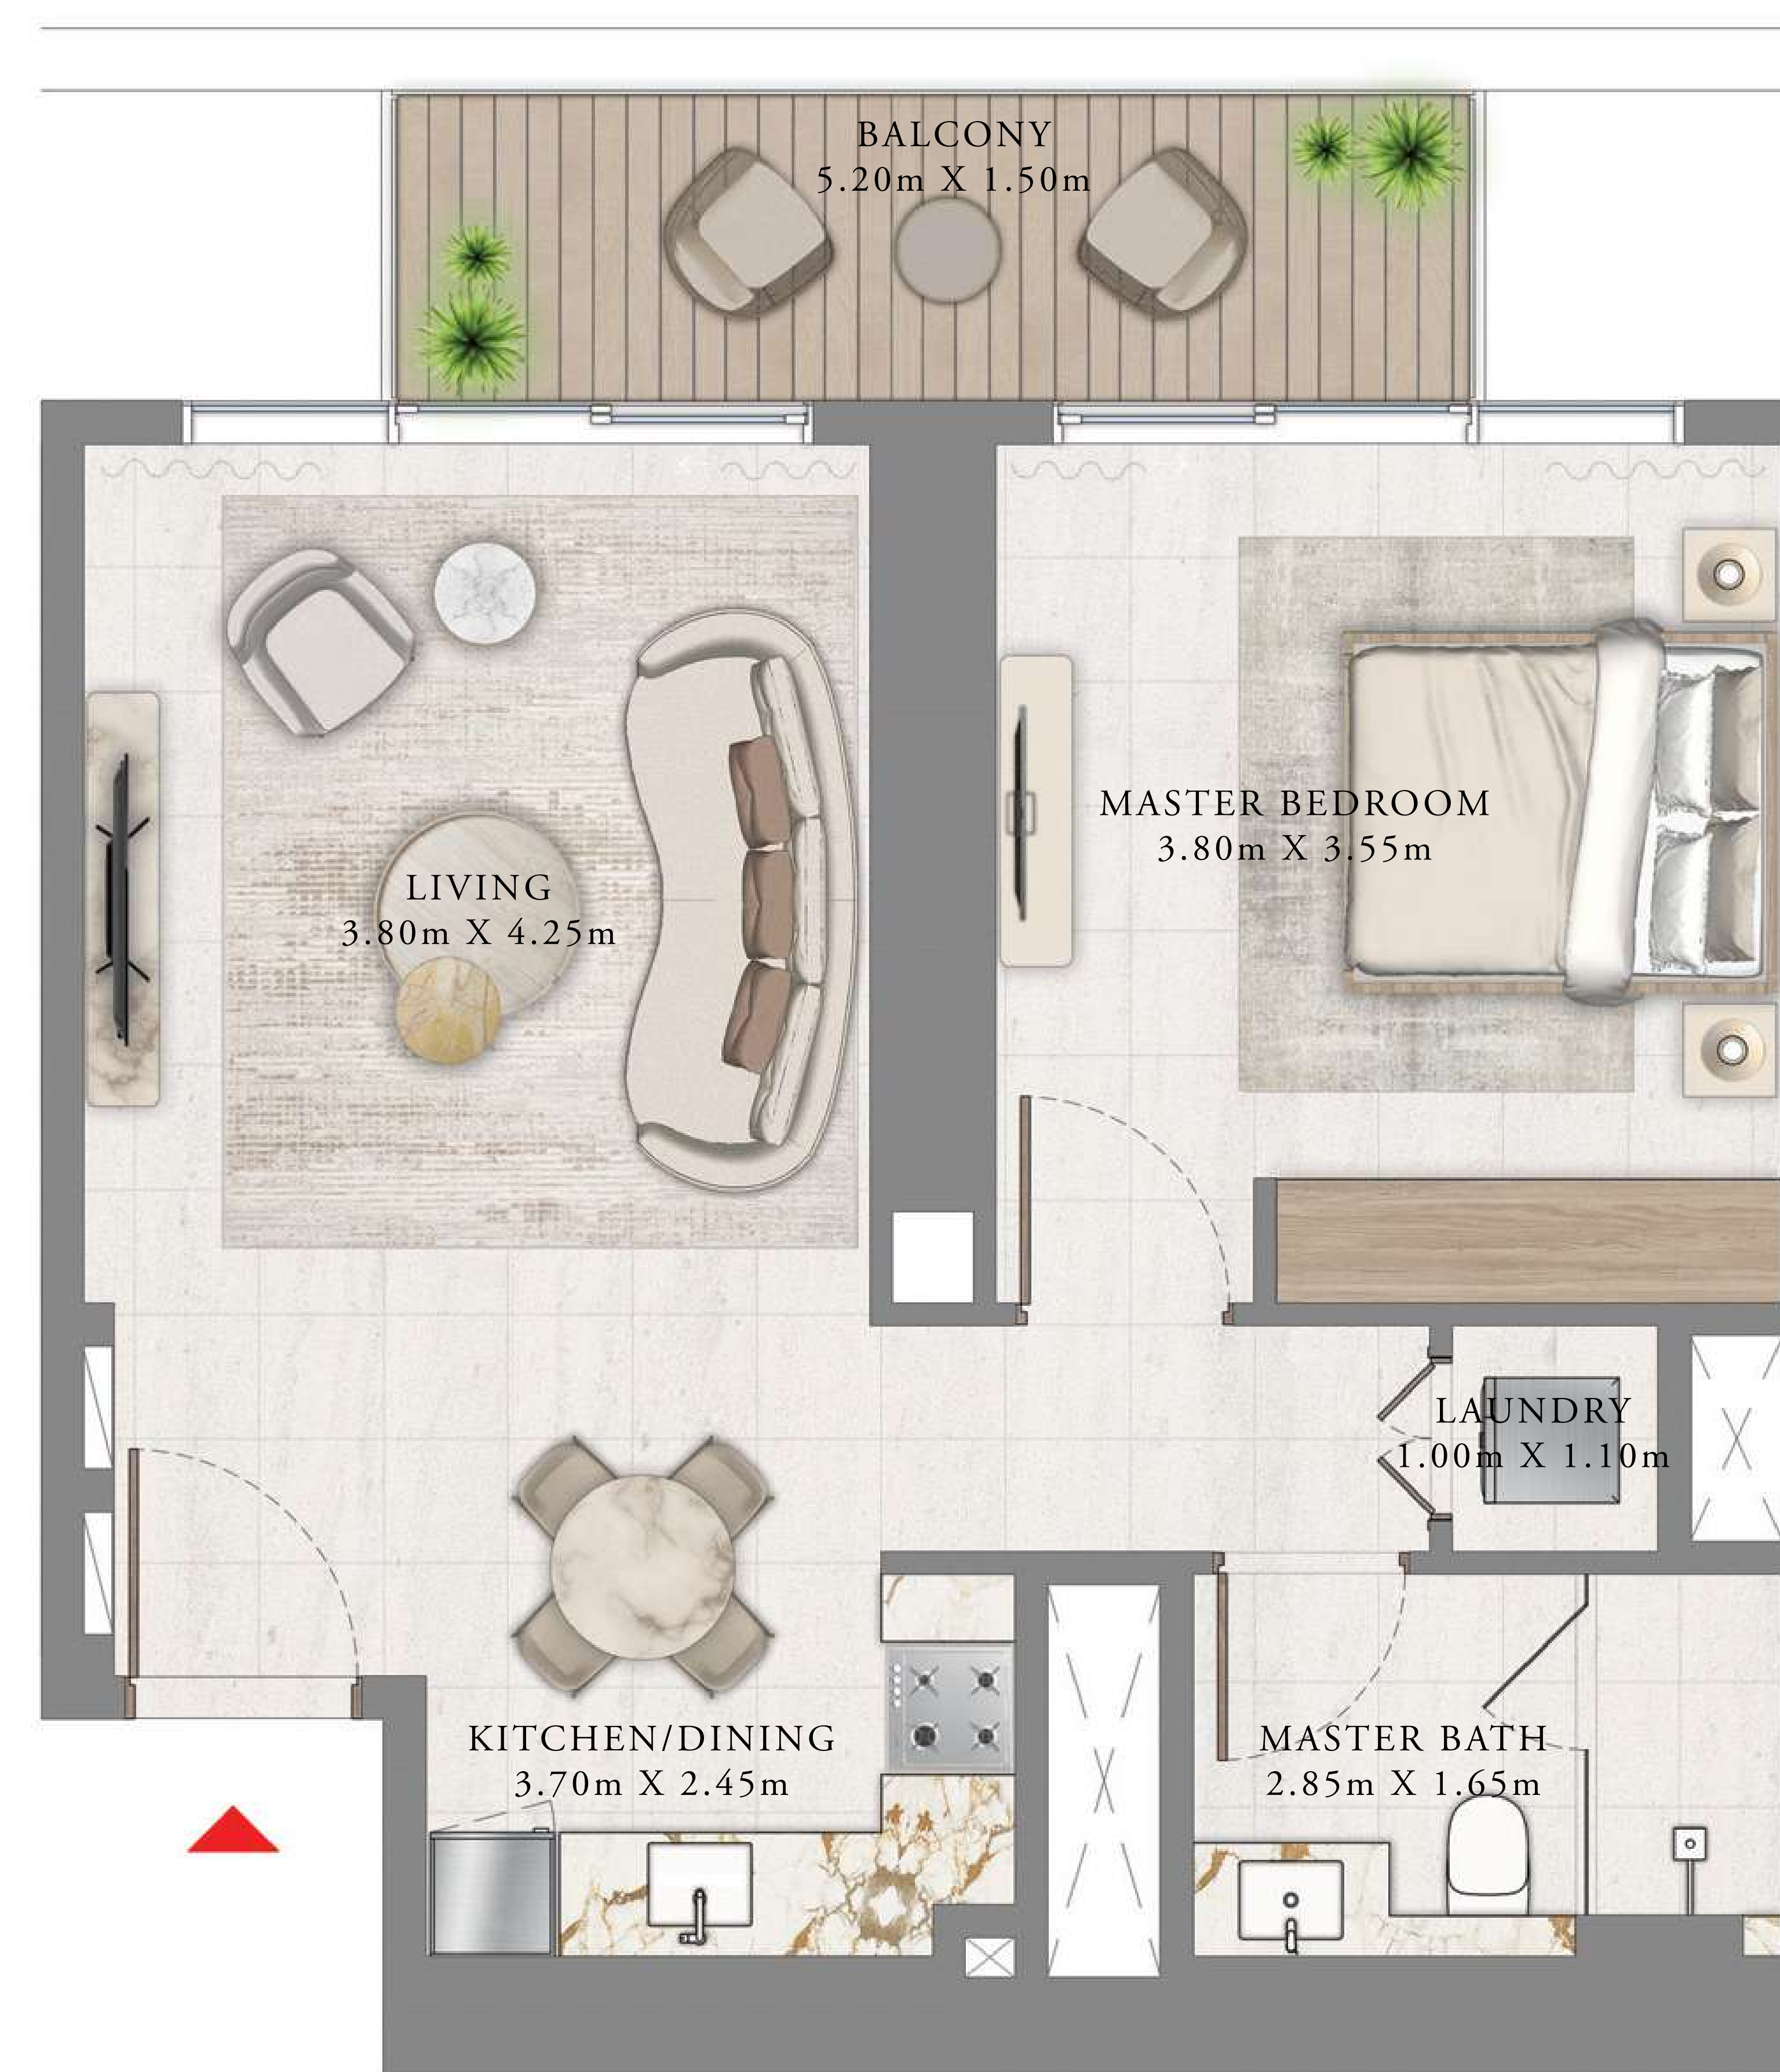 BALCONY
5.20m X 1.50m
MASTER BEDROOM
3.80m X 3.55m
LIVING
3.80m X 4.25m
LAUNDRY
1.00m X 1.10m
KITCHEN/DINING
3.70m X 2.45m
MASTER BATH
2.85m X 1.65m